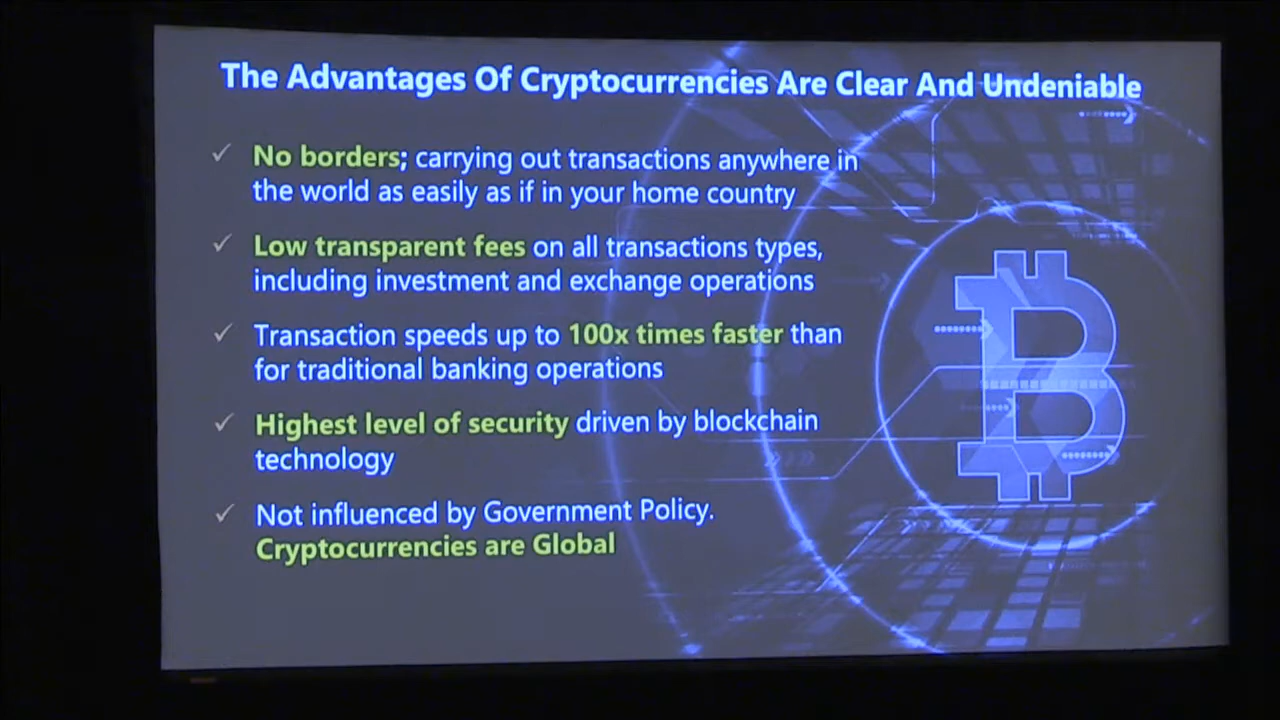 The Advantages Of Cryptocurrencies Are Clear And Undeniable
No borders; carrying out transactions anywhere in
the world as easily as if in your home country
Low transparent fees on all transactions types,
including investment and exchange operations
Transaction speeds up to 100x times faster than
for traditional banking operations
Highest level of security driven by blockchain
technology
Not influenced by Government Policy.
Cryptocurrencies are Global